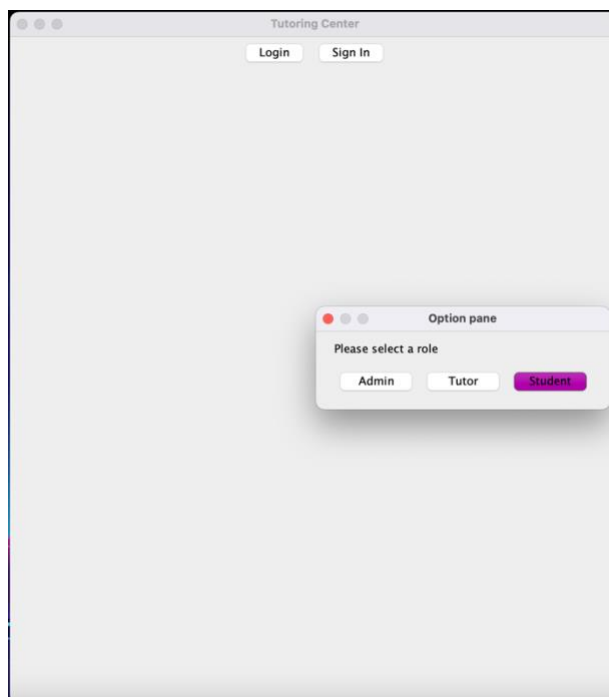 Tutoring Center
Login Sign In
Option pane
Please select a role
Admin Tutor Student